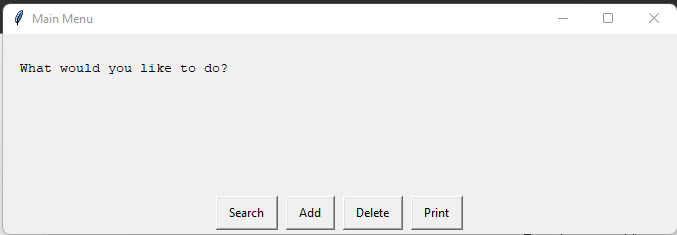 Main Menu
What would you like to do?
Search Add Delete Print